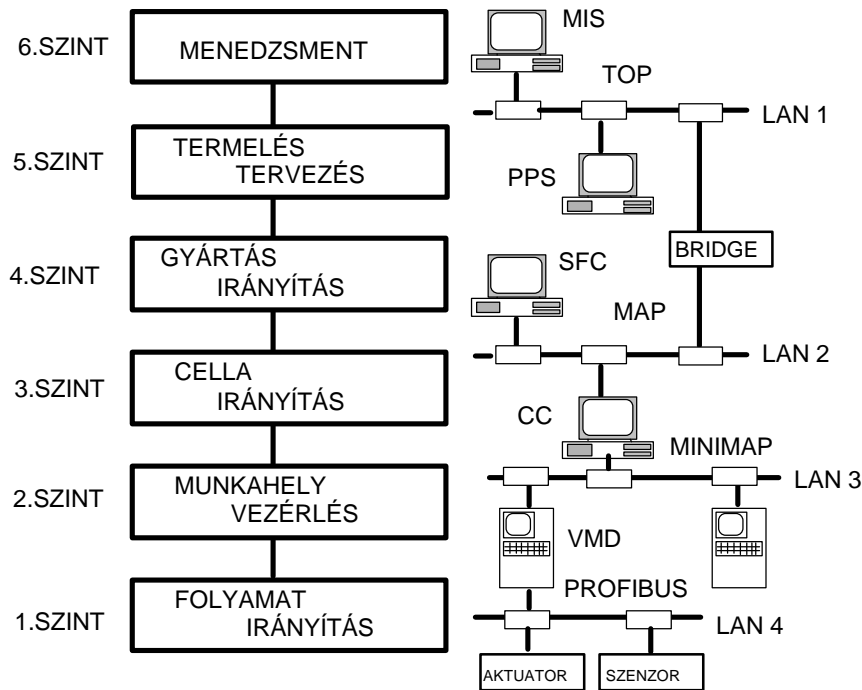 6.SZINT
MENEDZSMENT
5.SZINT
TERMELÉS
TERVEZÉS
4.SZINT
GYÁRTÁS
IRÁNYÍTÁS
3.SZINT
CELLA
IRÁNYÍTÁS
2.SZINT
MUNKAHELY
VEZÉRLÉS
1.SZINT
FOLYAMAT
IRÁNYÍTÁS
MIS
TOP
LAN 1
PPS
BRIDGE
SFC
MAP
LAN 2
CC
MINIMAP
LAN 3
VMD
PROFIBUS
LAN 4
AKTUATOR
SZENZOR